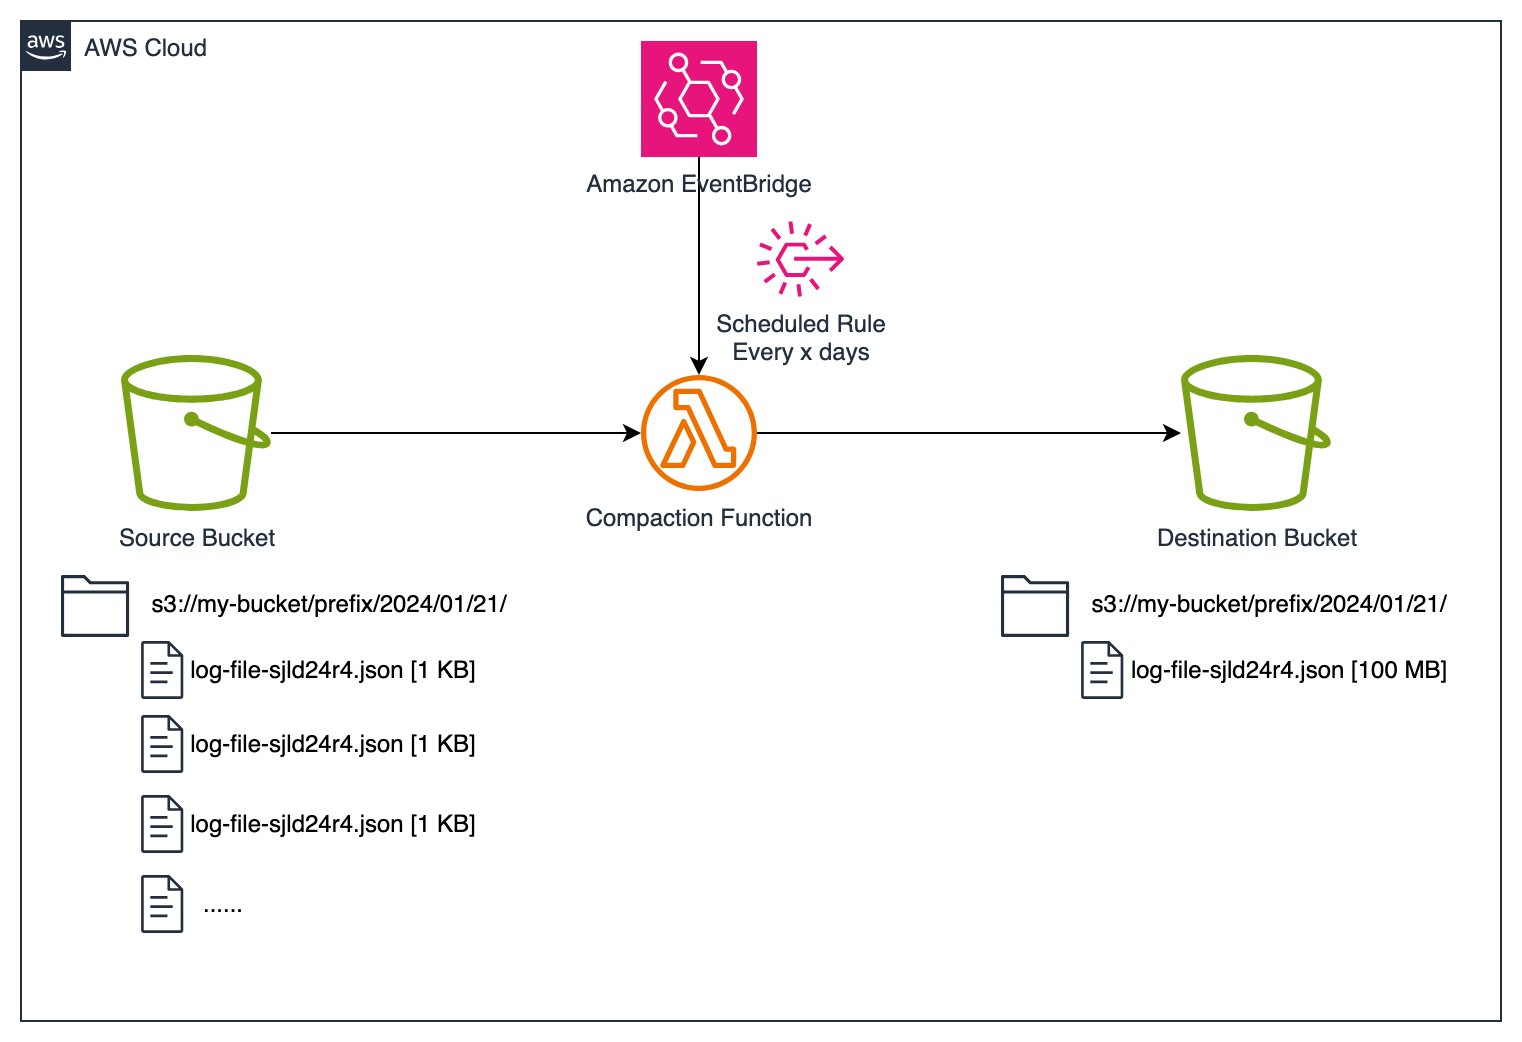 aws
AWS Cloud
Amazon EventBridge
Scheduled Rule
Every x days
Source Bucket
Compaction Function
Destination Bucket
s3://my-bucket/prefix/2024/01/21/
log-file-sjld24r4.json [1 KB]
log-file-sjld24r4.json [1 KB]
log-file-sjld24r4.json [1 KB]
......
s3://my-bucket/prefix/2024/01/21/
log-file-sjld24r4.json [100 MB]